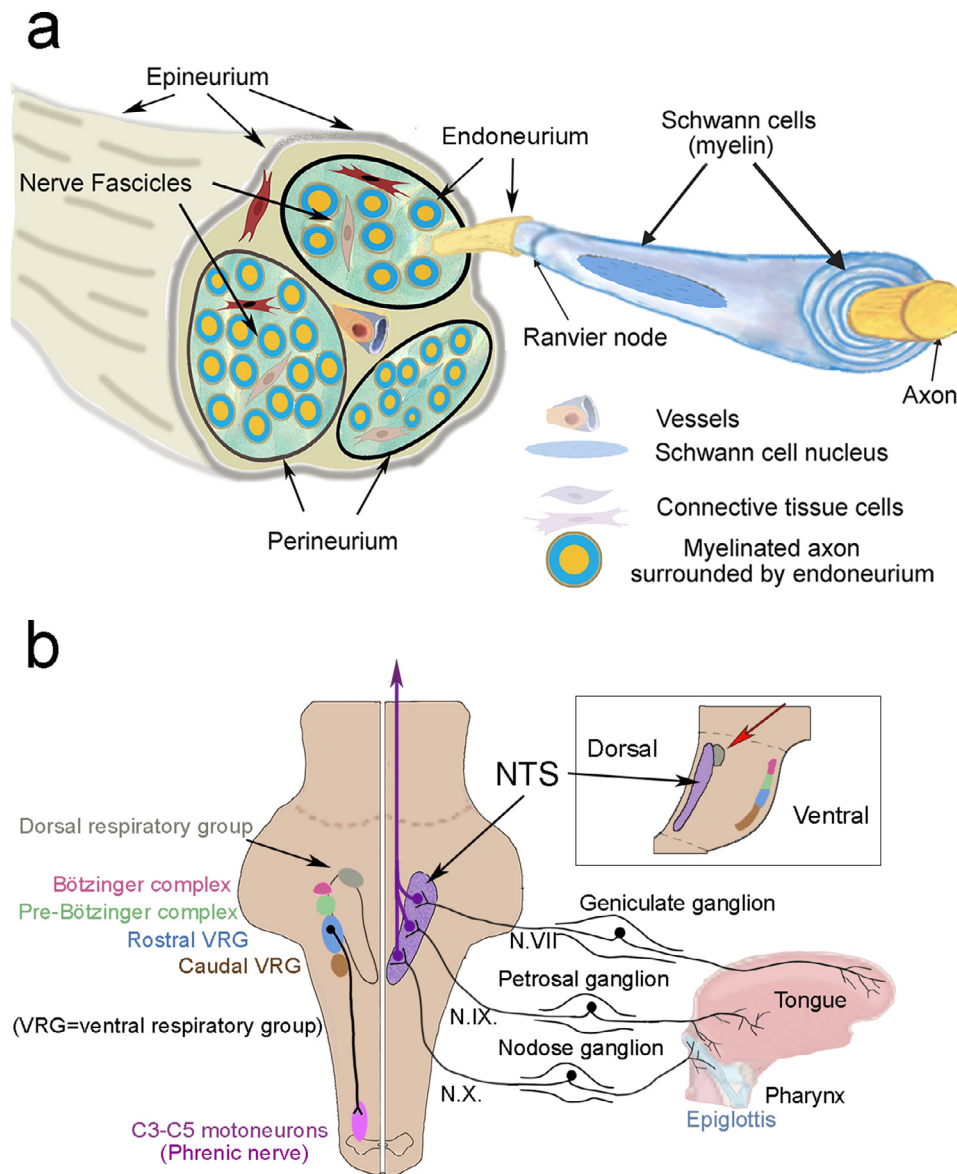 a
Epineurium
Endoneurium
Schwann cells
(myelin)
Nerve Fascicles
Ranvier node
Axon
Vessels
Schwann cell nucleus
Connective tissue cells
Perineurium
Myelinated axon
surrounded by endoneurium
b
Dorsal
NTS
Ventral
Dorsal respiratory group
Bötzinger complex
Pre-Bötzinger complex
Rostral VRG
Caudal VRG
(VRG=ventral respiratory group)
Geniculate ganglion
N.VII
Petrosal ganglion
Tongue
N.IX.
Nodose ganglion
N.X.
Pharynx
Epiglottis
C3-C5 motoneurons
(Phrenic nerve)